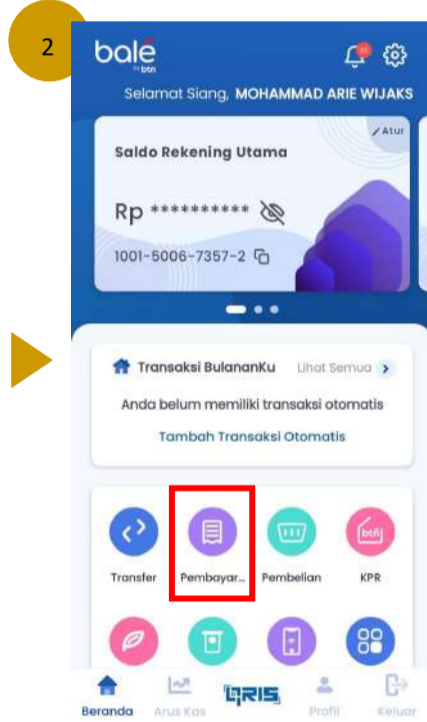 2
balé
by btn
Selamat Siang, MOHAMMAD ARIE WIJAKS
Atur
Saldo Rekening Utama
Rp **********
1001-5006-7357-2
Transaksi BulananKu Lihat Semua
Anda belum memiliki transaksi otomatis
Tambah Transaksi Otomatis
btn
Transfer Pembayar... Pembelian KPR
Beranda Arus Kas QRIS Profil Keluar